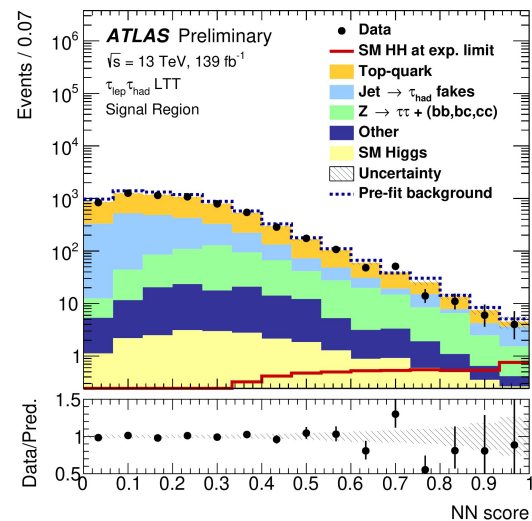 ATLAS Preliminary
√s = 13 TeV, 139 fb⁻¹
τlepτhad LTT
Signal Region
Data
SM HH at exp. limit
Top-quark
Jet → τhad fakes
Z → ττ + (bb,bc,cc)
Other
SM Higgs
Uncertainty
Pre-fit background
Events / 0.07
10⁶
10⁵
10⁴
10³
10²
10
1
Data/Pred.
1.5
1
0.5
0 0.1 0.2 0.3 0.4 0.5 0.6 0.7 0.8 0.9 1
NN score